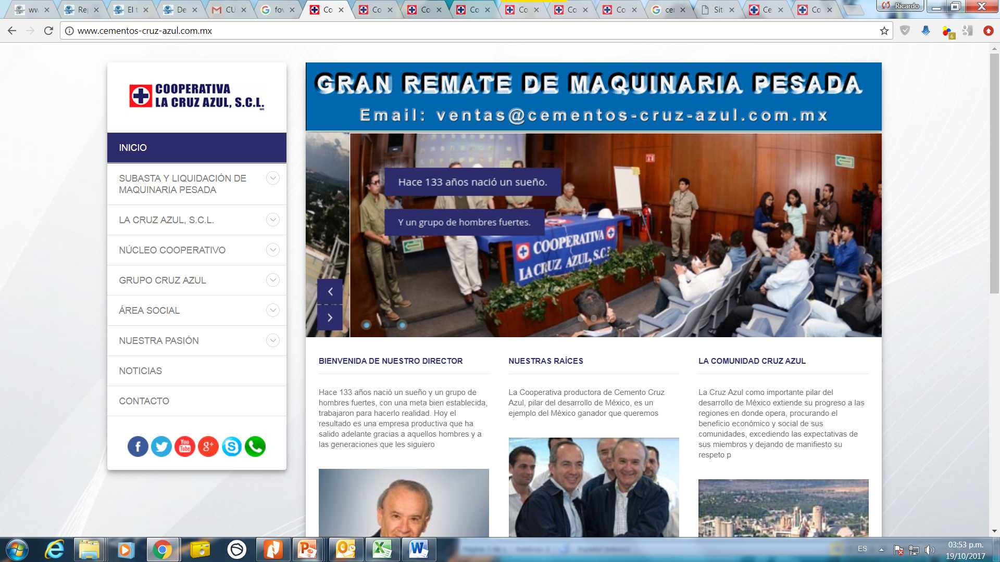 ww
Re
El t
De
CU
fov
Co
Co
Co
Co
Co
Co
Co
cer
Sit
Ce
Co
Ricardo
www.cementos-cruz-azul.com.mx
6
COOPERATIVA
LA CRUZ AZUL, S.C.L.
INICIO
SUBASTA Y LIQUIDACIÓN DE
MAQUINARIA PESADA
LA CRUZ AZUL, S.C.L.
NÚCLEO COOPERATIVO
GRUPO CRUZ AZUL
ÁREA SOCIAL
NUESTRA PASIÓN
NOTICIAS
CONTACTO
You
Tube
GRAN REMATE DE MAQUINARIA PESADA
Email: ventas@cementos-cruz-azul.com.mx
Hace 133 años nació un sueño.
Y un grupo de hombres fuertes.
COOPERATIVA
LA CRUZ AZUL, S.C.L.
BIENVENIDA DE NUESTRO DIRECTOR
Hace 133 años nació un sueño y un grupo de
hombres fuertes, con una meta bien establecida,
trabajaron para hacerlo realidad. Hoy el
resultado es una empresa productiva que ha
salido adelante gracias a aquellos hombres y a
las generaciones que les siguiero
NUESTRAS RAÍCES
La Cooperativa productora de Cemento Cruz
Azul, pilar del desarrollo de México, es un
ejemplo del México ganador que queremos
LA COMUNIDAD CRUZ AZUL
La Cruz Azul como importante pilar del
desarrollo de México extiende su progreso a las
regiones en donde opera, procurando el
beneficio económico y social de sus
comunidades, excediendo las expectativas de
sus miembros y dejando de manifiesto su
respeto p
ES
03:53 p.m.
19/10/2017